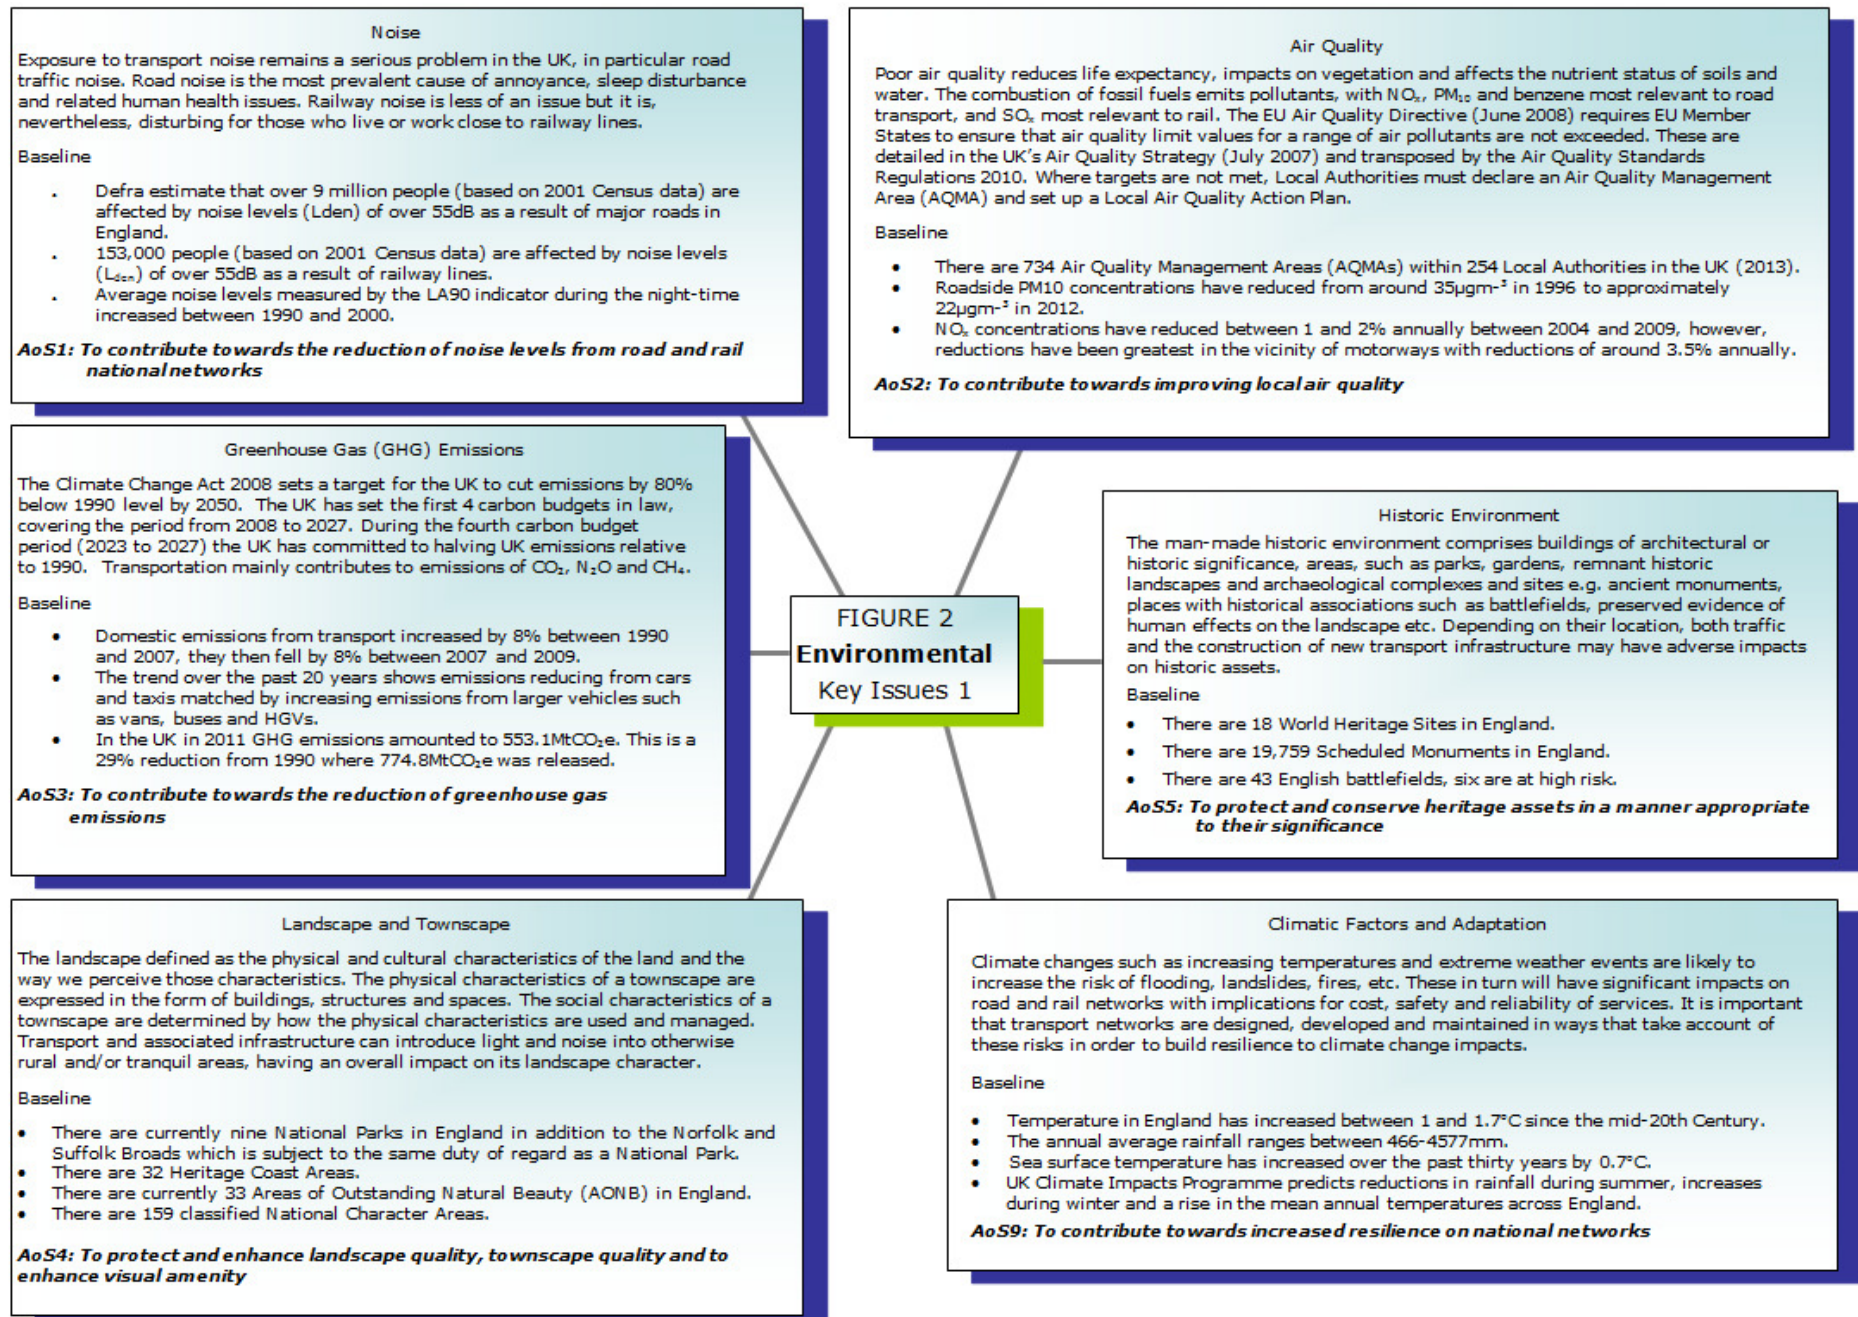 Noise
Exposure to transport noise remains a serious problem in the UK, in particular road
traffic noise. Road noise is the most prevalent cause of annoyance, sleep disturbance
and related human health issues. Railway noise is less of an issue but it is,
nevertheless, disturbing for those who live or work close to railway lines.
Baseline
. Defra estimate that over 9 million people (based on 2001 Census data) are
affected by noise levels (Lden) of over 55dB as a result of major roads in
England.
. 153,000 people (based on 2001 Census data) are affected by noise levels
(Lden) of over 55dB as a result of railway lines.
. Average noise levels measured by the LA90 indicator during the night-time
increased between 1990 and 2000.
AoS1: To contribute towards the reduction of noise levels from road and rail
national networks
Air Quality
Poor air quality reduces life expectancy, impacts on vegetation and affects the nutrient status of soils and
water. The combustion of fossil fuels emits pollutants, with NOₓ, PM₁₀ and benzene most relevant to road
transport, and SOₓ most relevant to rail. The EU Air Quality Directive (June 2008) requires EU Member
States to ensure that air quality limit values for a range of air pollutants are not exceeded. These are
detailed in the UK's Air Quality Strategy (July 2007) and transposed by the Air Quality Standards
Regulations 2010. Where targets are not met, Local Authorities must declare an Air Quality Management
Area (AQMA) and set up a Local Air Quality Action Plan.
Baseline
• There are 734 Air Quality Management Areas (AQMAs) within 254 Local Authorities in the UK (2013).
• Roadside PM10 concentrations have reduced from around 35µgm-³ in 1996 to approximately
22µgm-³ in 2012.
• NOₓ concentrations have reduced between 1 and 2% annually between 2004 and 2009, however,
reductions have been greatest in the vicinity of motorways with reductions of around 3.5% annually.
AoS2: To contribute towards improving local air quality
Greenhouse Gas (GHG) Emissions
The Climate Change Act 2008 sets a target for the UK to cut emissions by 80%
below 1990 level by 2050. The UK has set the first 4 carbon budgets in law,
covering the period from 2008 to 2027. During the fourth carbon budget
period (2023 to 2027) the UK has committed to halving UK emissions relative
to 1990. Transportation mainly contributes to emissions of CO₂, N₂O and CH₄.
Baseline
• Domestic emissions from transport increased by 8% between 1990
and 2007, they then fell by 8% between 2007 and 2009.
• The trend over the past 20 years shows emissions reducing from cars
and taxis matched by increasing emissions from larger vehicles such
as vans, buses and HGVs.
• In the UK in 2011 GHG emissions amounted to 553.1MtCO₂e. This is a
29% reduction from 1990 where 774.8MtCO₂e was released.
AoS3: To contribute towards the reduction of greenhouse gas
emissions
FIGURE 2
Environmental
Key Issues 1
Historic Environment
The man-made historic environment comprises buildings of architectural or
historic significance, areas, such as parks, gardens, remnant historic
landscapes and archaeological complexes and sites e.g. ancient monuments,
places with historical associations such as battlefields, preserved evidence of
human effects on the landscape etc. Depending on their location, both traffic
and the construction of new transport infrastructure may have adverse impacts
on historic assets.
Baseline
• There are 18 World Heritage Sites in England.
• There are 19,759 Scheduled Monuments in England.
• There are 43 English battlefields, six are at high risk.
AoS5: To protect and conserve heritage assets in a manner appropriate
to their significance
Landscape and Townscape
The landscape defined as the physical and cultural characteristics of the land and the
way we perceive those characteristics. The physical characteristics of a townscape are
expressed in the form of buildings, structures and spaces. The social characteristics of a
townscape are determined by how the physical characteristics are used and managed.
Transport and associated infrastructure can introduce light and noise into otherwise
rural and/or tranquil areas, having an overall impact on its landscape character.
Baseline
• There are currently nine National Parks in England in addition to the Norfolk and
Suffolk Broads which is subject to the same duty of regard as a National Park.
• There are 32 Heritage Coast Areas.
• There are currently 33 Areas of Outstanding Natural Beauty (AONB) in England.
• There are 159 classified National Character Areas.
AoS4: To protect and enhance landscape quality, townscape quality and to
enhance visual amenity
Climatic Factors and Adaptation
Climate changes such as increasing temperatures and extreme weather events are likely to
increase the risk of flooding, landslides, fires, etc. These in turn will have significant impacts on
road and rail networks with implications for cost, safety and reliability of services. It is important
that transport networks are designed, developed and maintained in ways that take account of
these risks in order to build resilience to climate change impacts.
Baseline
• Temperature in England has increased between 1 and 1.7°C since the mid-20th Century.
• The annual average rainfall ranges between 466-4577mm.
• Sea surface temperature has increased over the past thirty years by 0.7°C.
• UK Climate Impacts Programme predicts reductions in rainfall during summer, increases
during winter and a rise in the mean annual temperatures across England.
AoS9: To contribute towards increased resilience on national networks